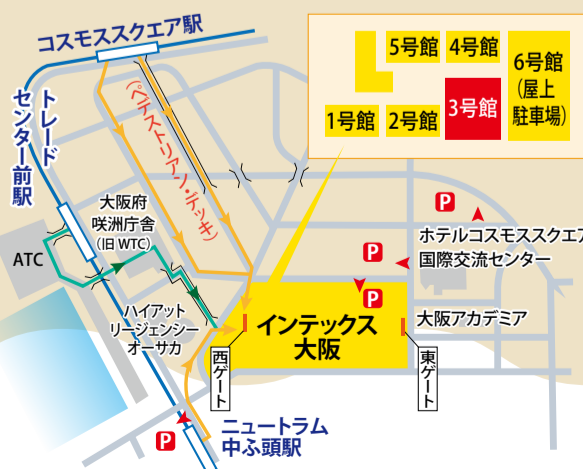 コスモススクエア駅
(ペデストリアン・デッキ)
トレード
センター前駅
5号館
4号館
6号館
(屋上
駐車場)
1号館
2号館
3号館
大阪府
咲洲庁舎
(旧 WTC)
ATC
P
ホテルコスモススクエア
国際交流センター
P
P
ハイアット
リージェンシー
オーサカ
インテックス
大阪
大阪アカデミア
西ゲート
東ゲート
ニュートラム
中ふ頭駅
P